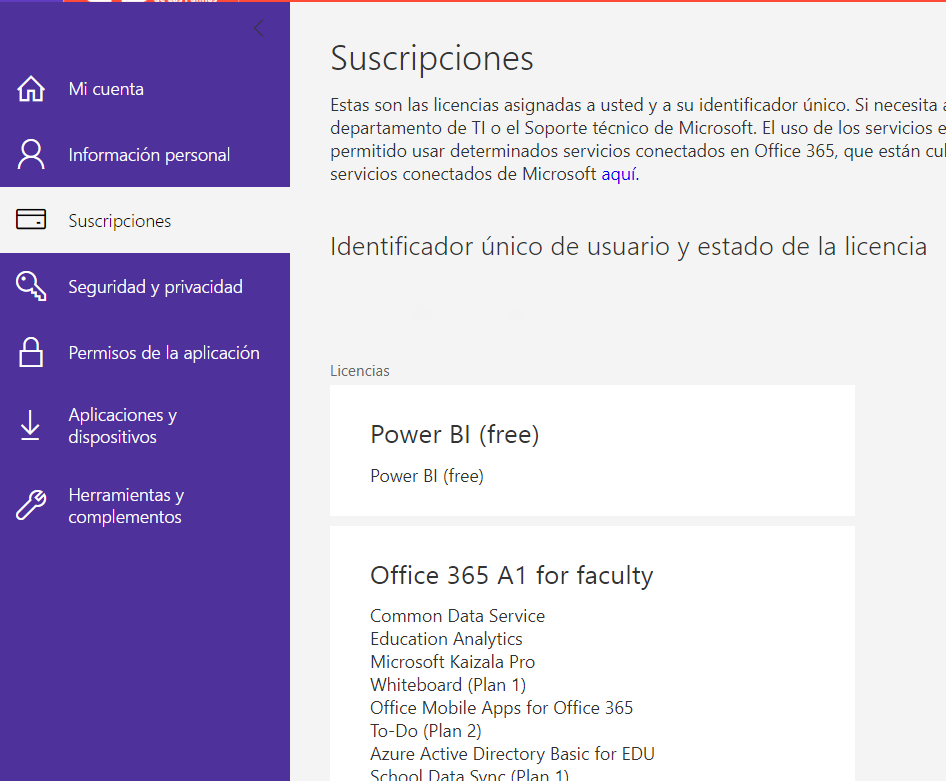 Mi cuenta
Información personal
Suscripciones
Seguridad y privacidad
Permisos de la aplicación
Aplicaciones y
dispositivos
Herramientas y
complementos
Suscripciones
Estas son las licencias asignadas a usted y a su identificador único. Si necesita a
departamento de TI o el Soporte técnico de Microsoft. El uso de los servicios e
permitido usar determinados servicios conectados en Office 365, que están cul
servicios conectados de Microsoft aquí.
Identificador único de usuario y estado de la licencia
Licencias
Power BI (free)
Power BI (free)
Office 365 A1 for faculty
Common Data Service
Education Analytics
Microsoft Kaizala Pro
Whiteboard (Plan 1)
Office Mobile Apps for Office 365
To-Do (Plan 2)
Azure Active Directory Basic for EDU
School Data Sync (Plan 1)